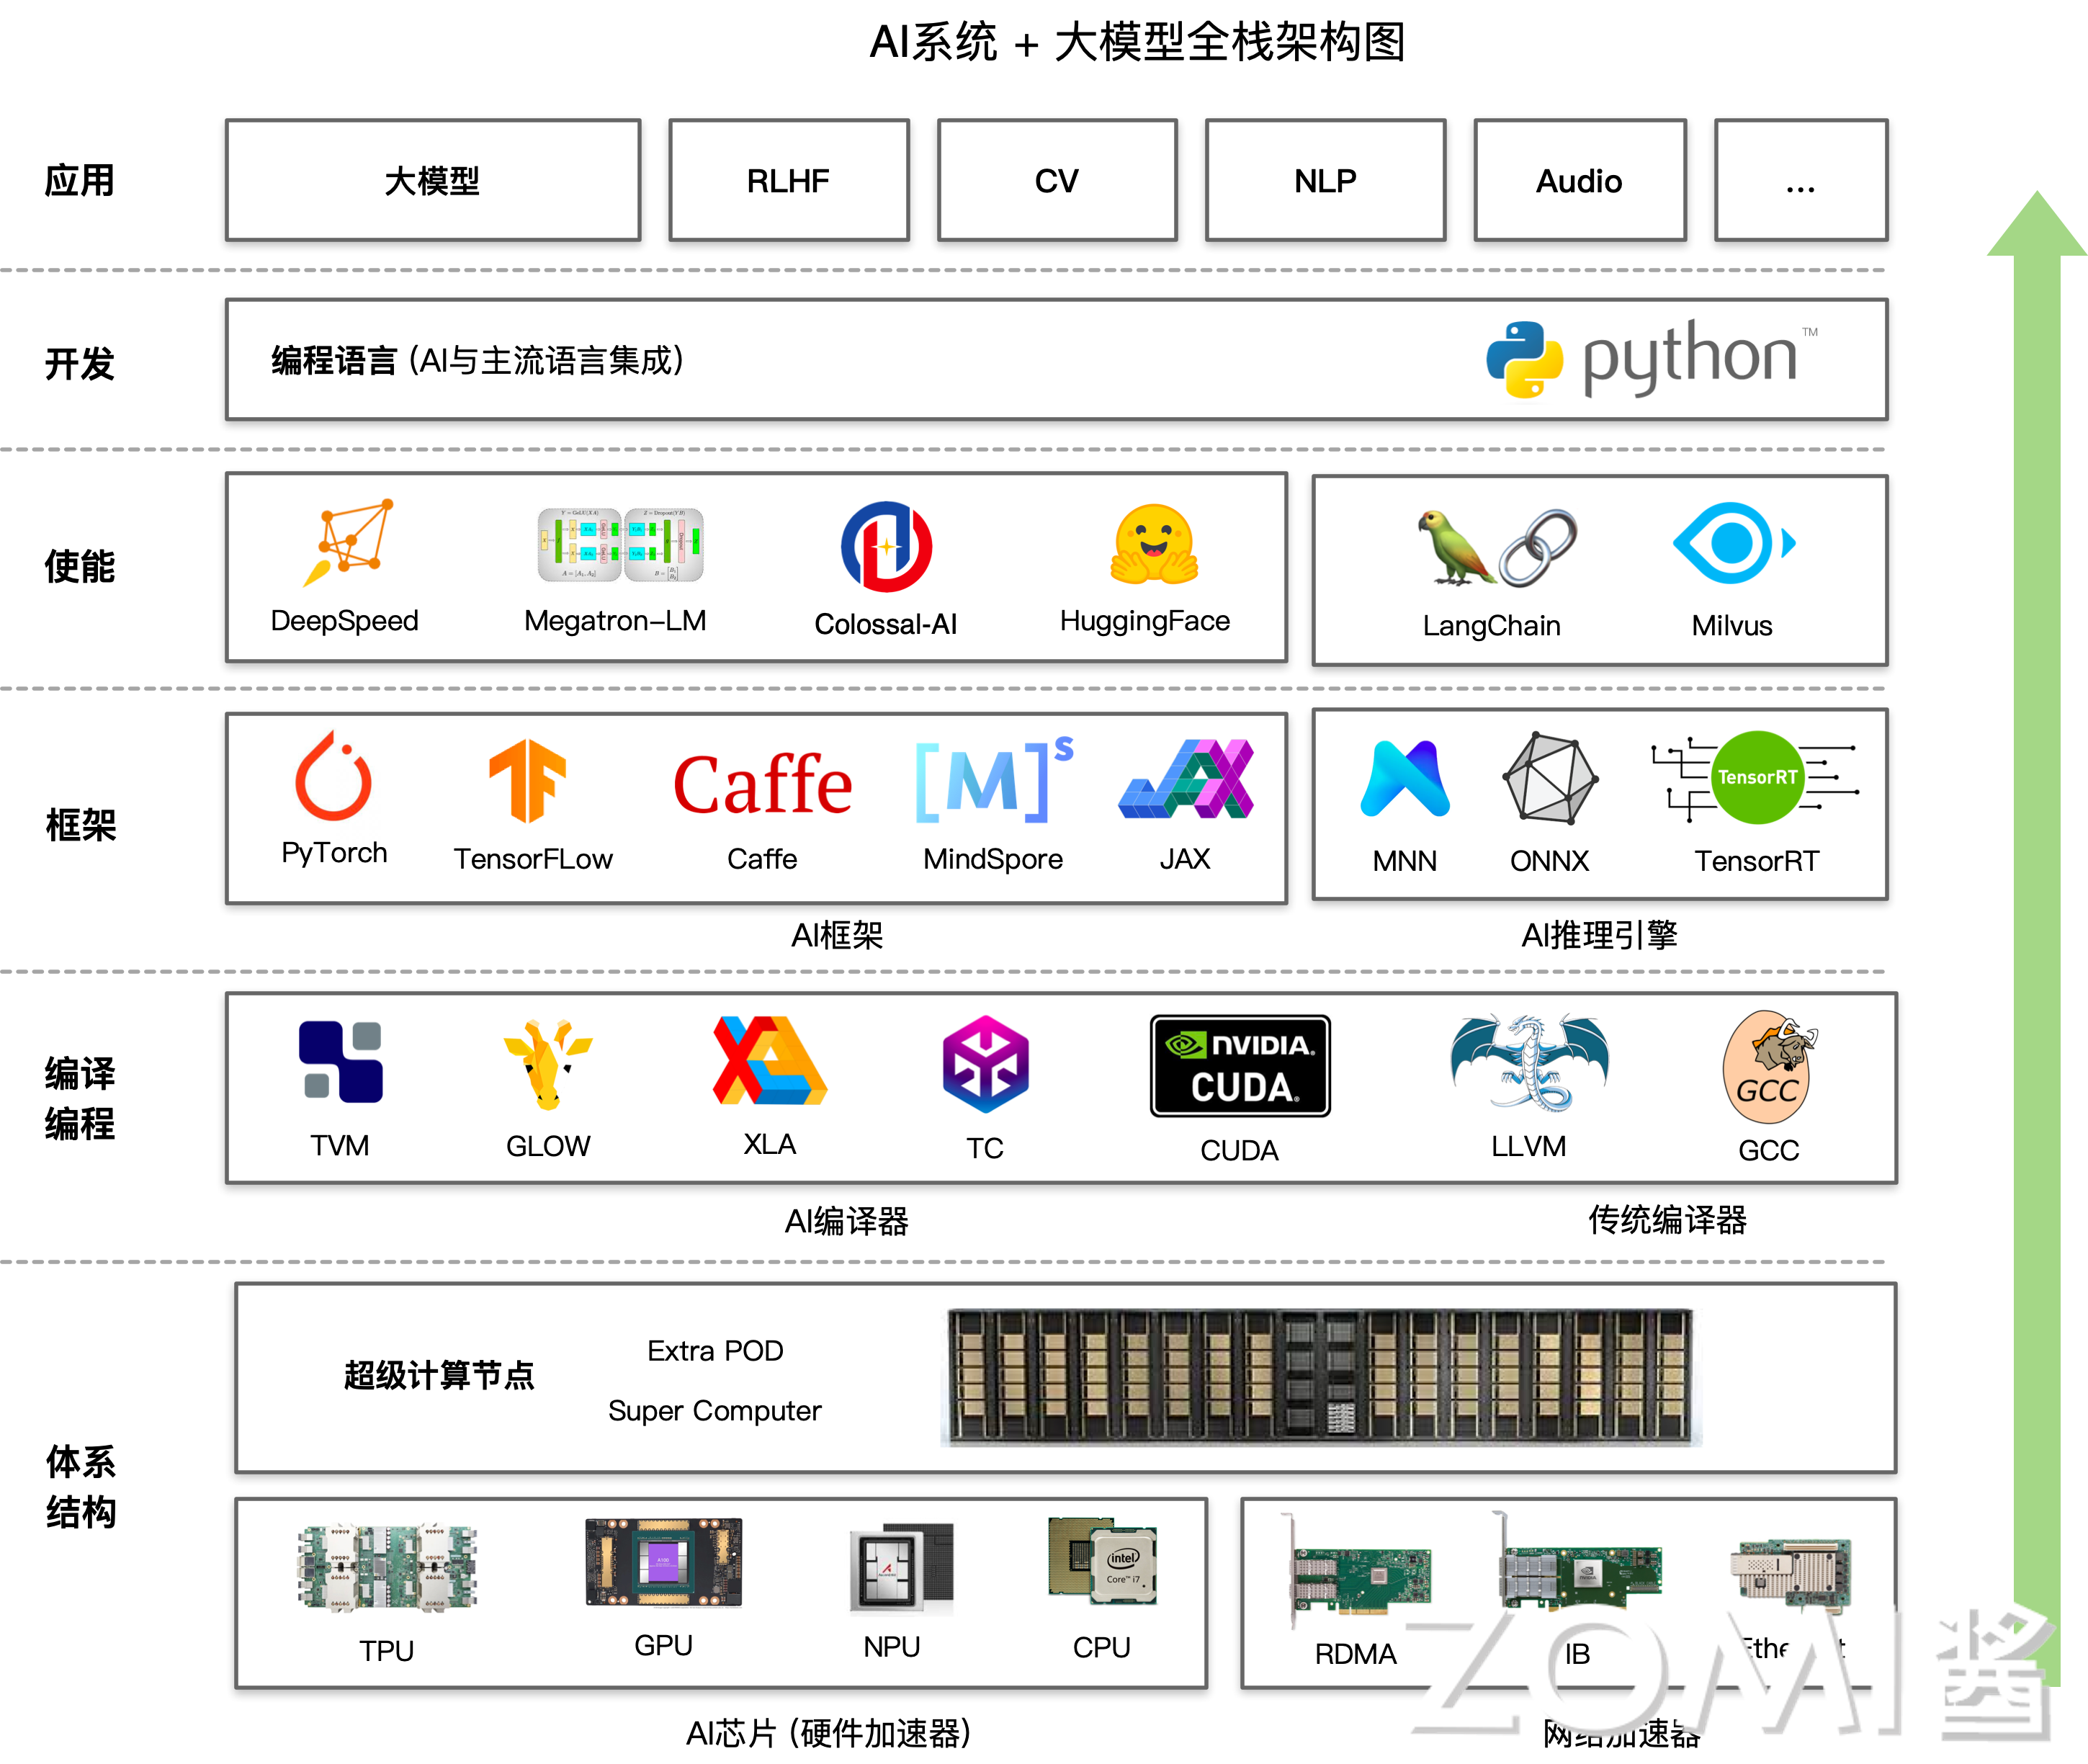 AI系统 + 大模型全栈架构图
应用
大模型
RLHF
CV
NLP
Audio
...
开发
编程语言 (AI与主流语言集成)
python™
使能
DeepSpeed
Megatron-LM
Colossal-AI
HuggingFace
LangChain
Milvus
框架
Caffe
[M]s
TensorRT
PyTorch
TensorFLow
Caffe
MindSpore
JAX
MNN
ONNX
TensorRT
AI框架
AI推理引擎
编译
编程
NVIDIA.
CUDA.
GCC
TVM
GLOW
XLA
TC
CUDA
LLVM
GCC
AI编译器
传统编译器
体系
结构
超级计算节点
Extra POD
Super Computer
intel
Core™ i7
TPU
GPU
NPU
CPU
RDMA
IB
AI芯片 (硬件加速器)
网络加速器
ZOMI酱